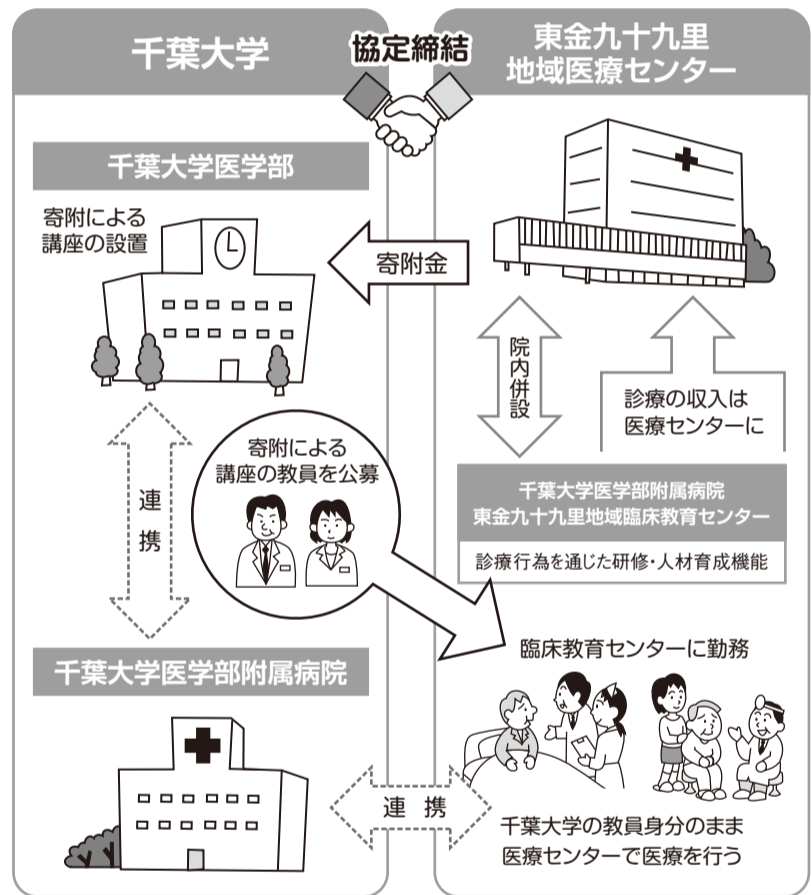 千葉大学
協定締結
東金九十九里
地域医療センター
千葉大学医学部
寄附による
講座の設置
寄附金
院内併設
診療の収入は
医療センターに
連携
寄附による
講座の教員を公募
千葉大学医学部附属病院
東金九十九里地域臨床教育センター
診療行為を通じた研修・人材育成機能
臨床教育センターに勤務
千葉大学医学部附属病院
連携
千葉大学の教員身分のまま
医療センターで医療を行う